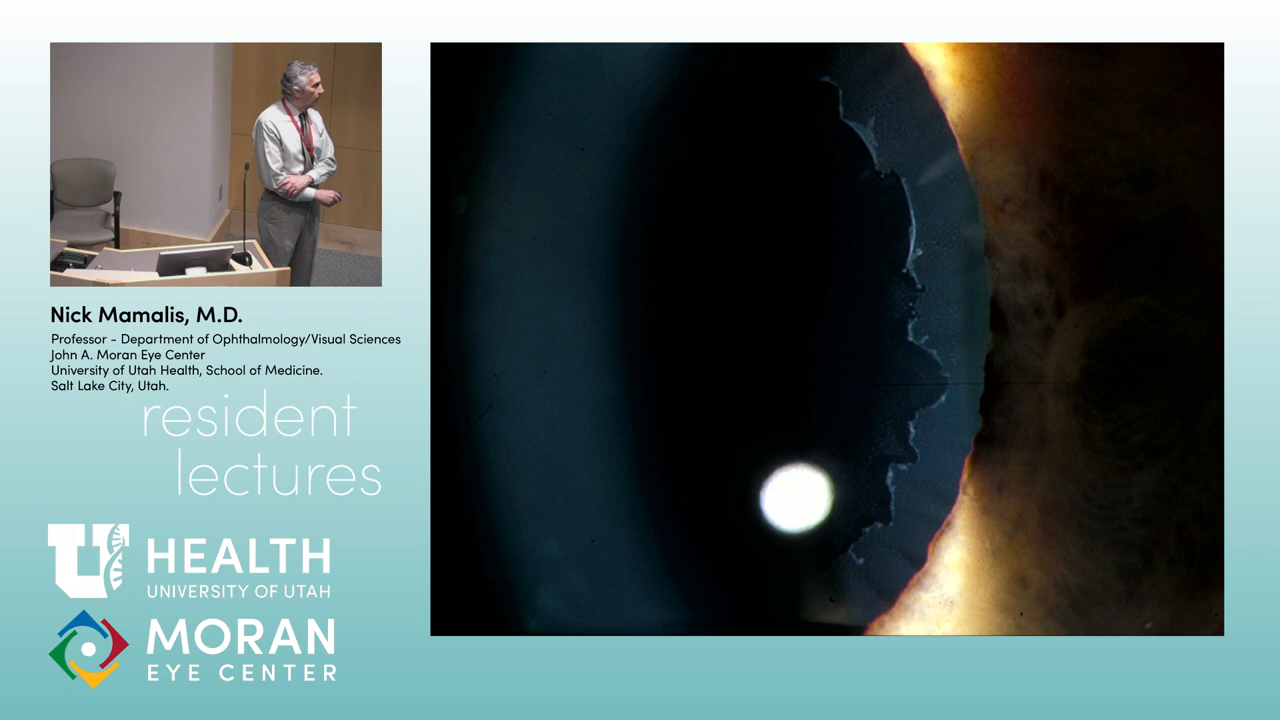 Nick Mamalis, M.D.
Professor - Department of Ophthalmology/Visual Sciences
John A. Moran Eye Center
University of Utah Health, School of Medicine.
Salt Lake City, Utah.
resident
lectures
U HEALTH
UNIVERSITY OF UTAH
MORAN
EYE CENTER